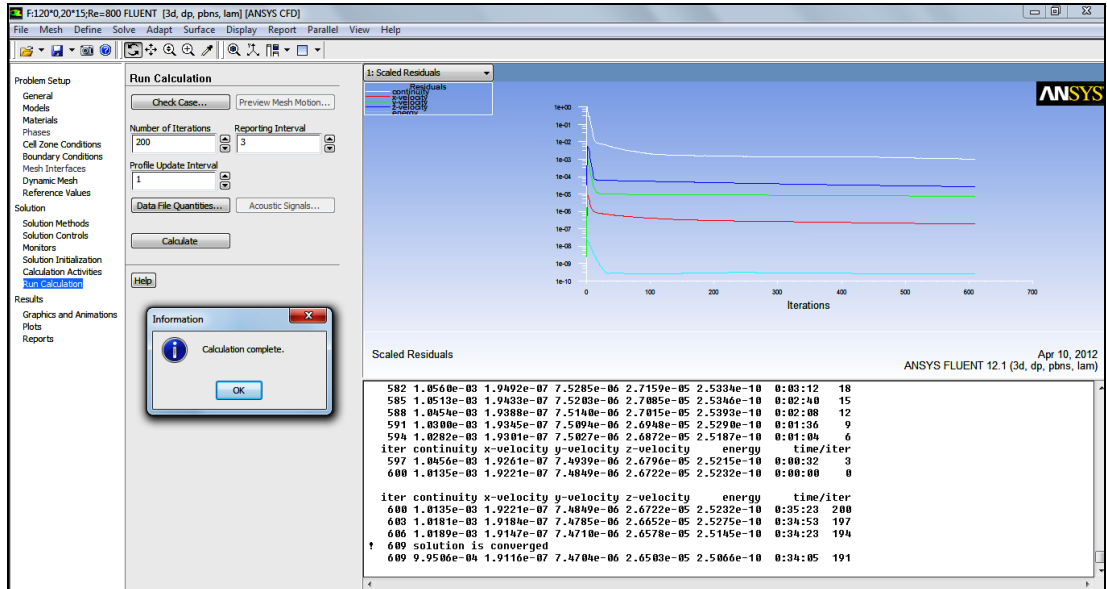 F:120*0,20*15;Re=800 FLUENT [3d, dp, pbns, lam] [ANSYS CFD]
File Mesh Define Solve Adapt Surface Display Report Parallel View Help
Problem Setup
General
Models
Materials
Phases
Cell Zone Conditions
Boundary Conditions
Mesh Interfaces
Dynamic Mesh
Reference Values
Solution
Solution Methods
Solution Controls
Monitors
Solution Initialization
Calculation Activities
Run Calculation
Results
Graphics and Animations
Plots
Reports
Run Calculation
Check Case... Preview Mesh Motion...
Number of Iterations Reporting Interval
200 3
Profile Update Interval
1
Data File Quantities... Acoustic Signals...
Calculate
Help
Information
Calculation complete.
OK
1: Scaled Residuals
Residuals
continuity
x-velocity
y-velocity
z-velocity
energy
ANSYS
1e+00
1e-01
1e-02
1e-03
1e-04
1e-05
1e-06
1e-07
1e-08
1e-09
1e-10
0 100 200 300 400 500 600 700
Iterations
Scaled Residuals
Apr 10, 2012
ANSYS FLUENT 12.1 (3d, dp, pbns, lam)
582 1.0560e-03 1.9492e-07 7.5285e-06 2.7159e-05 2.5334e-10 0:03:12 18
585 1.0513e-03 1.9433e-07 7.5203e-06 2.7085e-05 2.5346e-10 0:02:40 15
588 1.0454e-03 1.9388e-07 7.5140e-06 2.7015e-05 2.5393e-10 0:02:08 12
591 1.0300e-03 1.9345e-07 7.5094e-06 2.6948e-05 2.5290e-10 0:01:36 9
594 1.0282e-03 1.9301e-07 7.5027e-06 2.6872e-05 2.5187e-10 0:01:04 6
iter continuity x-velocity y-velocity z-velocity energy time/iter
597 1.0456e-03 1.9261e-07 7.4939e-06 2.6796e-05 2.5215e-10 0:00:32 3
600 1.0135e-03 1.9221e-07 7.4849e-06 2.6722e-05 2.5232e-10 0:00:00 0
iter continuity x-velocity y-velocity z-velocity energy time/iter
600 1.0135e-03 1.9221e-07 7.4849e-06 2.6722e-05 2.5232e-10 0:35:23 200
603 1.0181e-03 1.9184e-07 7.4785e-06 2.6652e-05 2.5275e-10 0:34:53 197
606 1.0189e-03 1.9147e-07 7.4710e-06 2.6578e-05 2.5145e-10 0:34:23 194
! 609 solution is converged
609 9.9506e-04 1.9116e-07 7.4704e-06 2.6503e-05 2.5066e-10 0:34:05 191